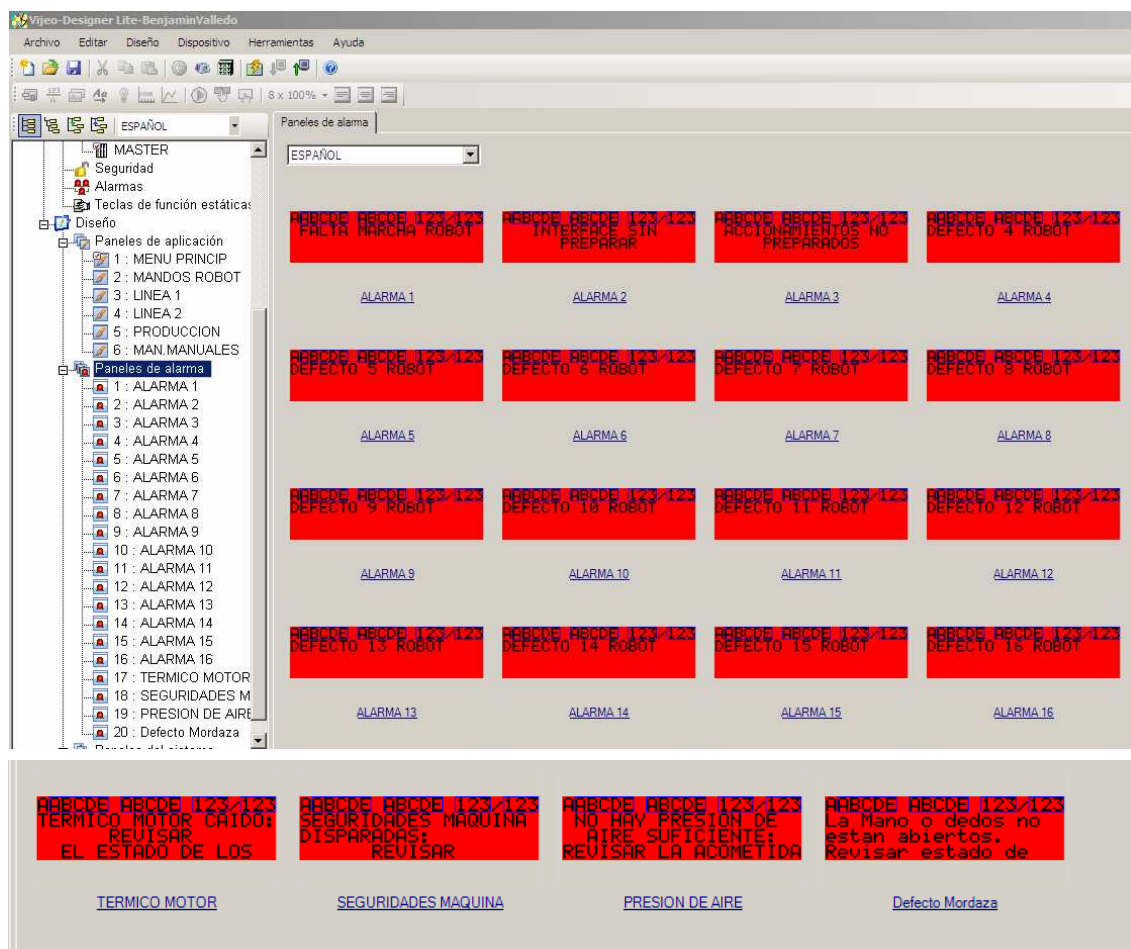 Vijeo-Designer Lite-BenjaminValledo
Archivo Editar Diseño Dispositivo Herramientas Ayuda
8 x 100%
ESPAÑOL
Paneles de alarma
ESPAÑOL
MASTER
Seguridad
Alarmas
Teclas de función estáticas
Diseño
Paneles de aplicación
1 : MENU PRINCIP
2 : MANDOS ROBOT
3 : LINEA 1
4 : LINEA 2
5 : PRODUCCION
6 : MAN.MANUALES
Paneles de alarma
1 : ALARMA 1
2 : ALARMA 2
3 : ALARMA 3
4 : ALARMA 4
5 : ALARMA 5
6 : ALARMA 6
7 : ALARMA 7
8 : ALARMA 8
9 : ALARMA 9
10 : ALARMA 10
11 : ALARMA 11
12 : ALARMA 12
13 : ALARMA 13
14 : ALARMA 14
15 : ALARMA 15
16 : ALARMA 16
17 : TERMICO MOTOR
18 : SEGURIDADES M
19 : PRESION DE AIRE
20 : Defecto Mordaza
Paneles del sistema
AABCDE ABCDE 123/123
FALTA MARCHA ROBOT
ALARMA 1
AABCDE ABCDE 123/123
INTERFACE SIN
PREPARAR
ALARMA 2
AABCDE ABCDE 123/123
ACCIONAMIENTOS NO
PREPARADOS
ALARMA 3
AABCDE ABCDE 123/123
DEFECTO 4 ROBOT
ALARMA 4
AABCDE ABCDE 123/123
DEFECTO 5 ROBOT
ALARMA 5
AABCDE ABCDE 123/123
DEFECTO 6 ROBOT
ALARMA 6
AABCDE ABCDE 123/123
DEFECTO 7 ROBOT
ALARMA 7
AABCDE ABCDE 123/123
DEFECTO 8 ROBOT
ALARMA 8
AABCDE ABCDE 123/123
DEFECTO 9 ROBOT
ALARMA 9
AABCDE ABCDE 123/123
DEFECTO 10 ROBOT
ALARMA 10
AABCDE ABCDE 123/123
DEFECTO 11 ROBOT
ALARMA 11
AABCDE ABCDE 123/123
DEFECTO 12 ROBOT
ALARMA 12
AABCDE ABCDE 123/123
DEFECTO 13 ROBOT
ALARMA 13
AABCDE ABCDE 123/123
DEFECTO 14 ROBOT
ALARMA 14
AABCDE ABCDE 123/123
DEFECTO 15 ROBOT
ALARMA 15
AABCDE ABCDE 123/123
DEFECTO 16 ROBOT
ALARMA 16
AABCDE ABCDE 123/123
TERMICO MOTOR CAIDO:
REVISAR
EL ESTADO DE LOS
TERMICO MOTOR
AABCDE ABCDE 123/123
SEGURIDADES MAQUINA
DISPARADAS:
REVISAR
SEGURIDADES MAQUINA
AABCDE ABCDE 123/123
NO HAY PRESION DE
AIRE SUFICIENTE:
REVISAR LA ACOMETIDA
PRESION DE AIRE
AABCDE ABCDE 123/123
La Mano o dedos no
estan abiertos.
Revisar estado de
Defecto Mordaza